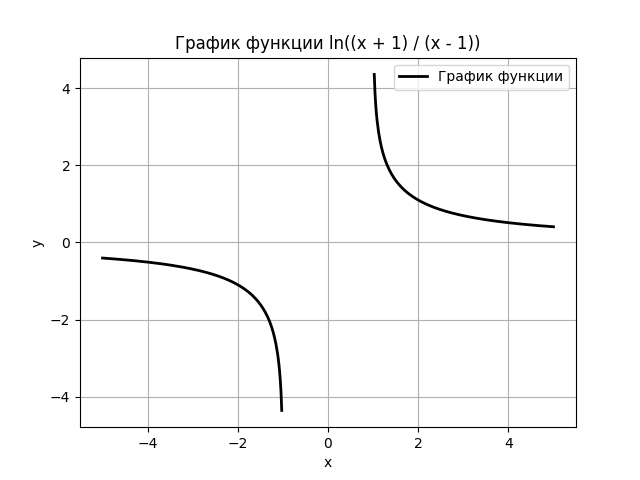 График функции ln((x + 1) / (x - 1))
График функции
4
2
0
−2
−4
y
−4 −2 0 2 4
x